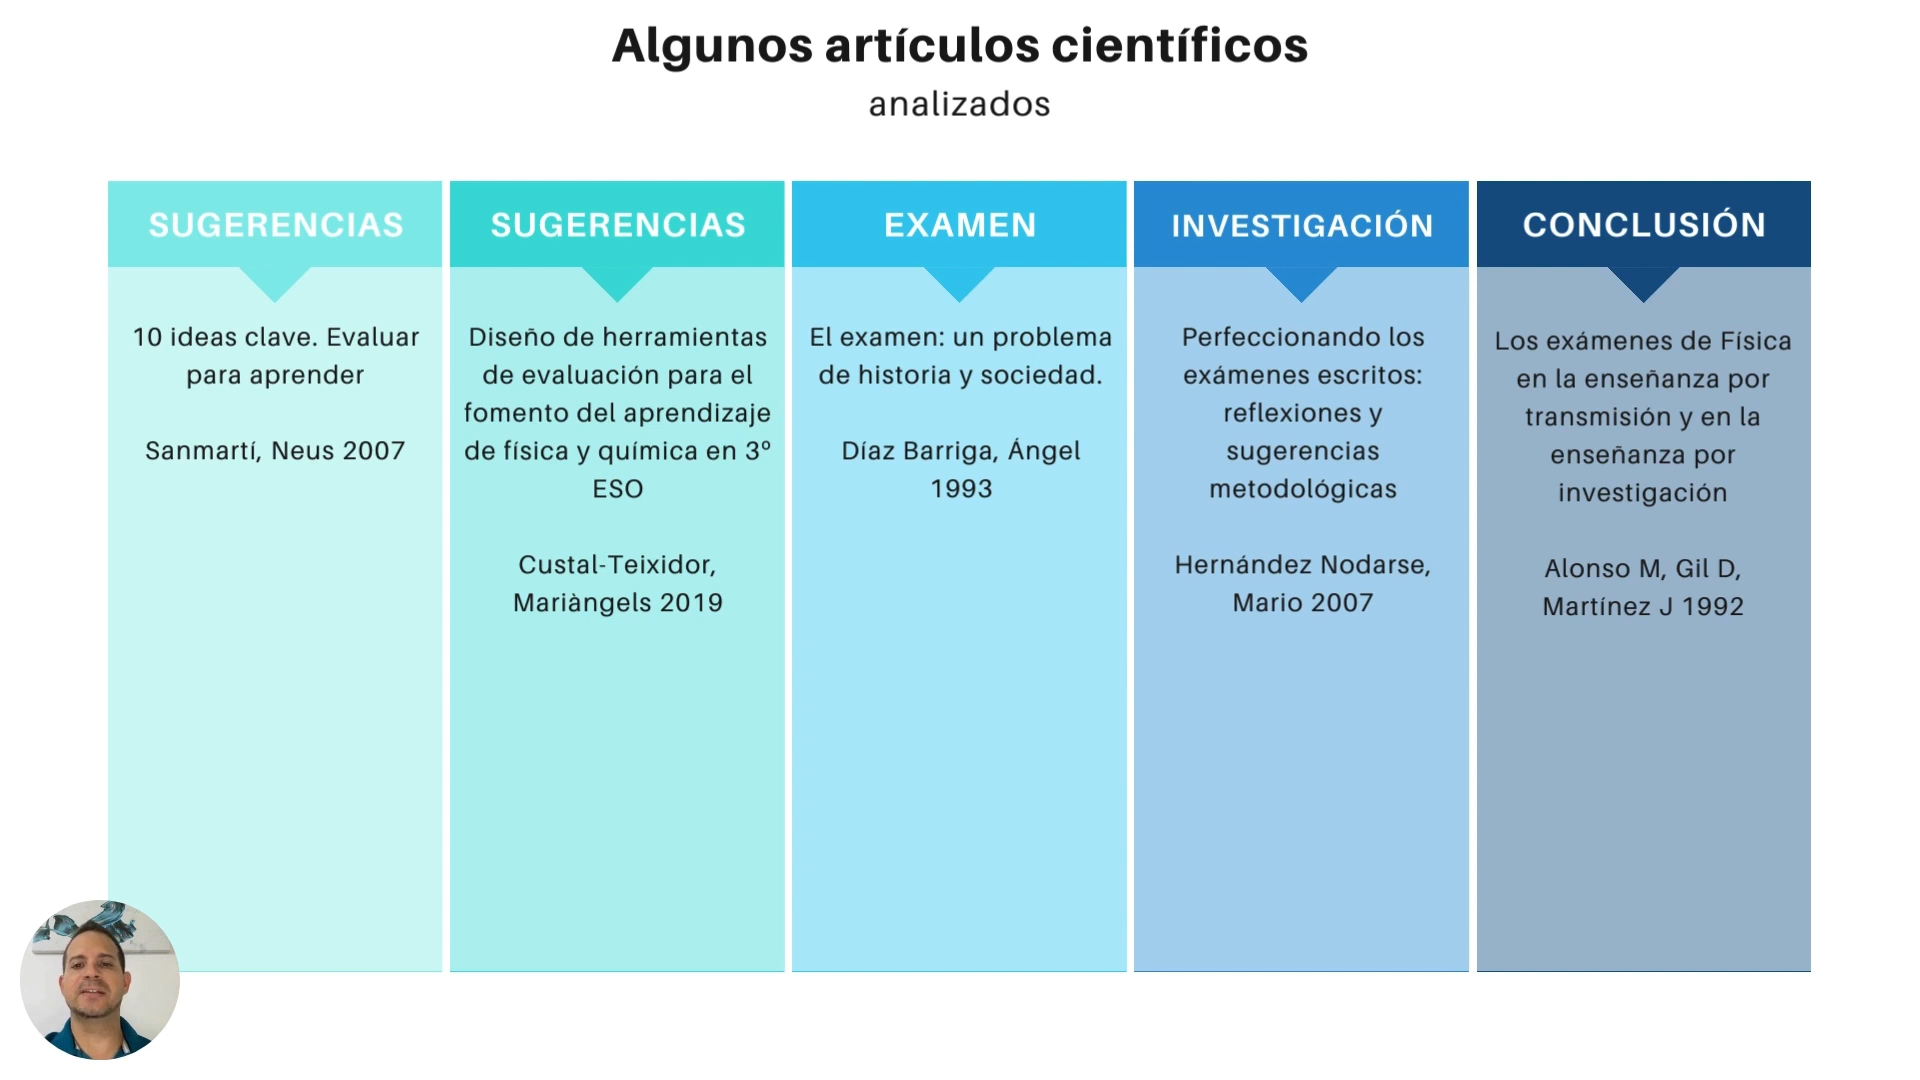 Algunos artículos científicos
analizados
SUGERENCIAS
10 ideas clave. Evaluar
para aprender
Sanmartí, Neus 2007
SUGERENCIAS
Diseño de herramientas
de evaluación para el
fomento del aprendizaje
de física y química en 3º
ESO
Custal-Teixidor,
Mariàngels 2019
EXAMEN
El examen: un problema
de historia y sociedad.
Díaz Barriga, Ángel
1993
INVESTIGACIÓN
Perfeccionando los
exámenes escritos:
reflexiones y
sugerencias
metodológicas
Hernández Nodarse,
Mario 2007
CONCLUSIÓN
Los exámenes de Física
en la enseñanza por
transmisión y en la
enseñanza por
investigación
Alonso M, Gil D,
Martínez J 1992